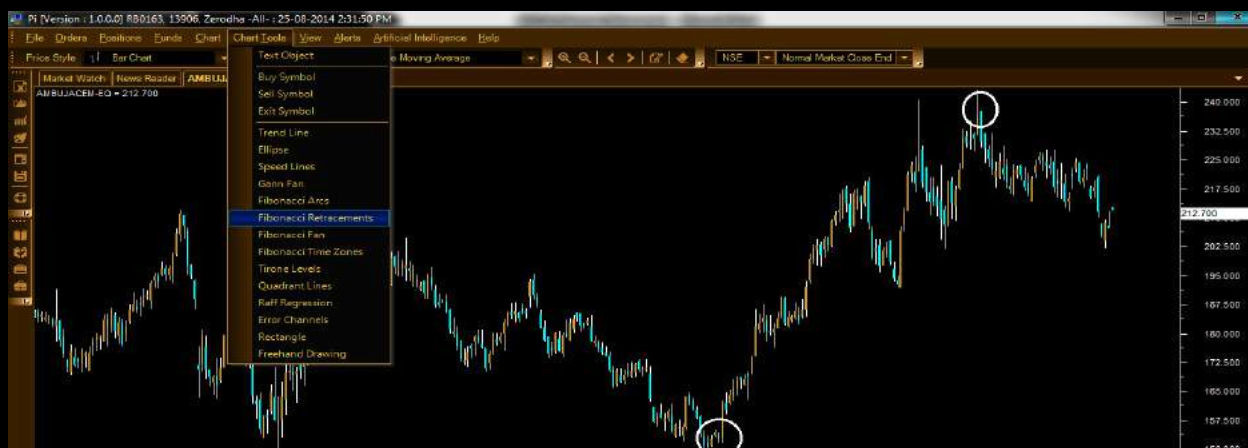 Pi [Version : 1.0.0.0] RB0163, 13906, Zerodha -All- : 25-08-2014 2:31:50 PM
File Orders Positions Funds Chart Chart Tools View Alerts Artificial Intelligence Help
Price Style Bar Chart Moving Average NSE Normal Market Close End
Market Watch News Reader AMBUJA
AMBUJACEM-EQ = 212.700
Text Object
Buy Symbol
Sell Symbol
Exit Symbol
Trend Line
Ellipse
Speed Lines
Gann Fan
Fibonacci Arcs
Fibonacci Retracements
Fibonacci Fan
Fibonacci Time Zones
Tirone Levels
Quadrant Lines
Raff Regression
Error Channels
Rectangle
Freehand Drawing
240.000
232.500
225.000
217.500
212.700
202.500
195.000
187.500
180.000
172.500
165.000
157.500